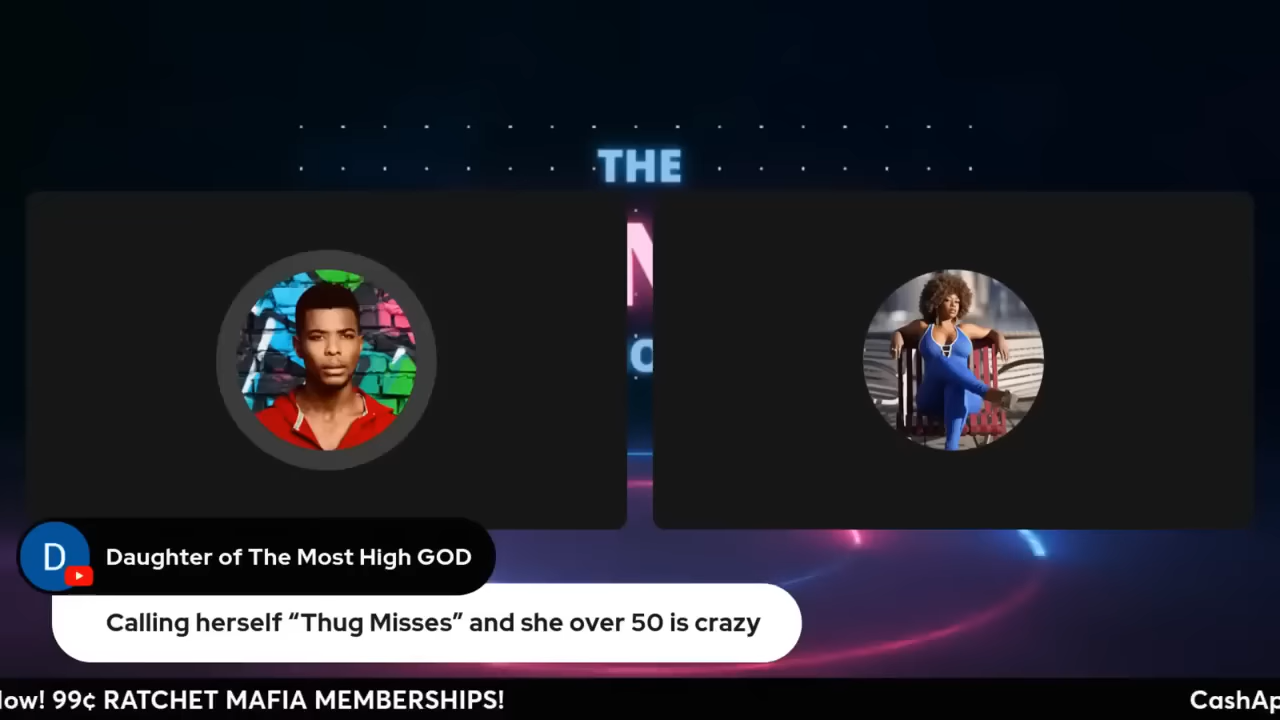 THE
N
D
Daughter of The Most High GOD
Calling herself “Thug Misses” and she over 50 is crazy
99¢ RATCHET MAFIA MEMBERSHIPS!